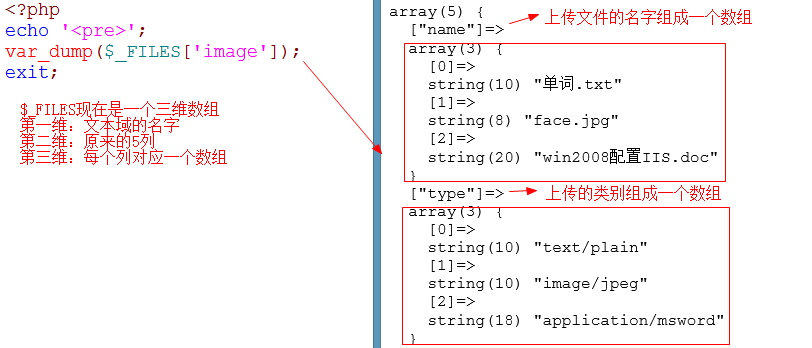 <?php
echo '<pre>';
var_dump($_FILES['image']);
exit;
$_FILES现在是一个三维数组
第一维：文本域的名字
第二维：原来的5列
第三维：每个列对应一个数组
array(5) {
["name"]=>
上传文件的名字组成一个数组
array(3) {
[0]=>
string(10) "单词.txt"
[1]=>
string(8) "face.jpg"
[2]=>
string(20) "win2008配置IIS.doc"
}
["type"]=>
上传的类别组成一个数组
array(3) {
[0]=>
string(10) "text/plain"
[1]=>
string(10) "image/jpeg"
[2]=>
string(18) "application/msword"
}